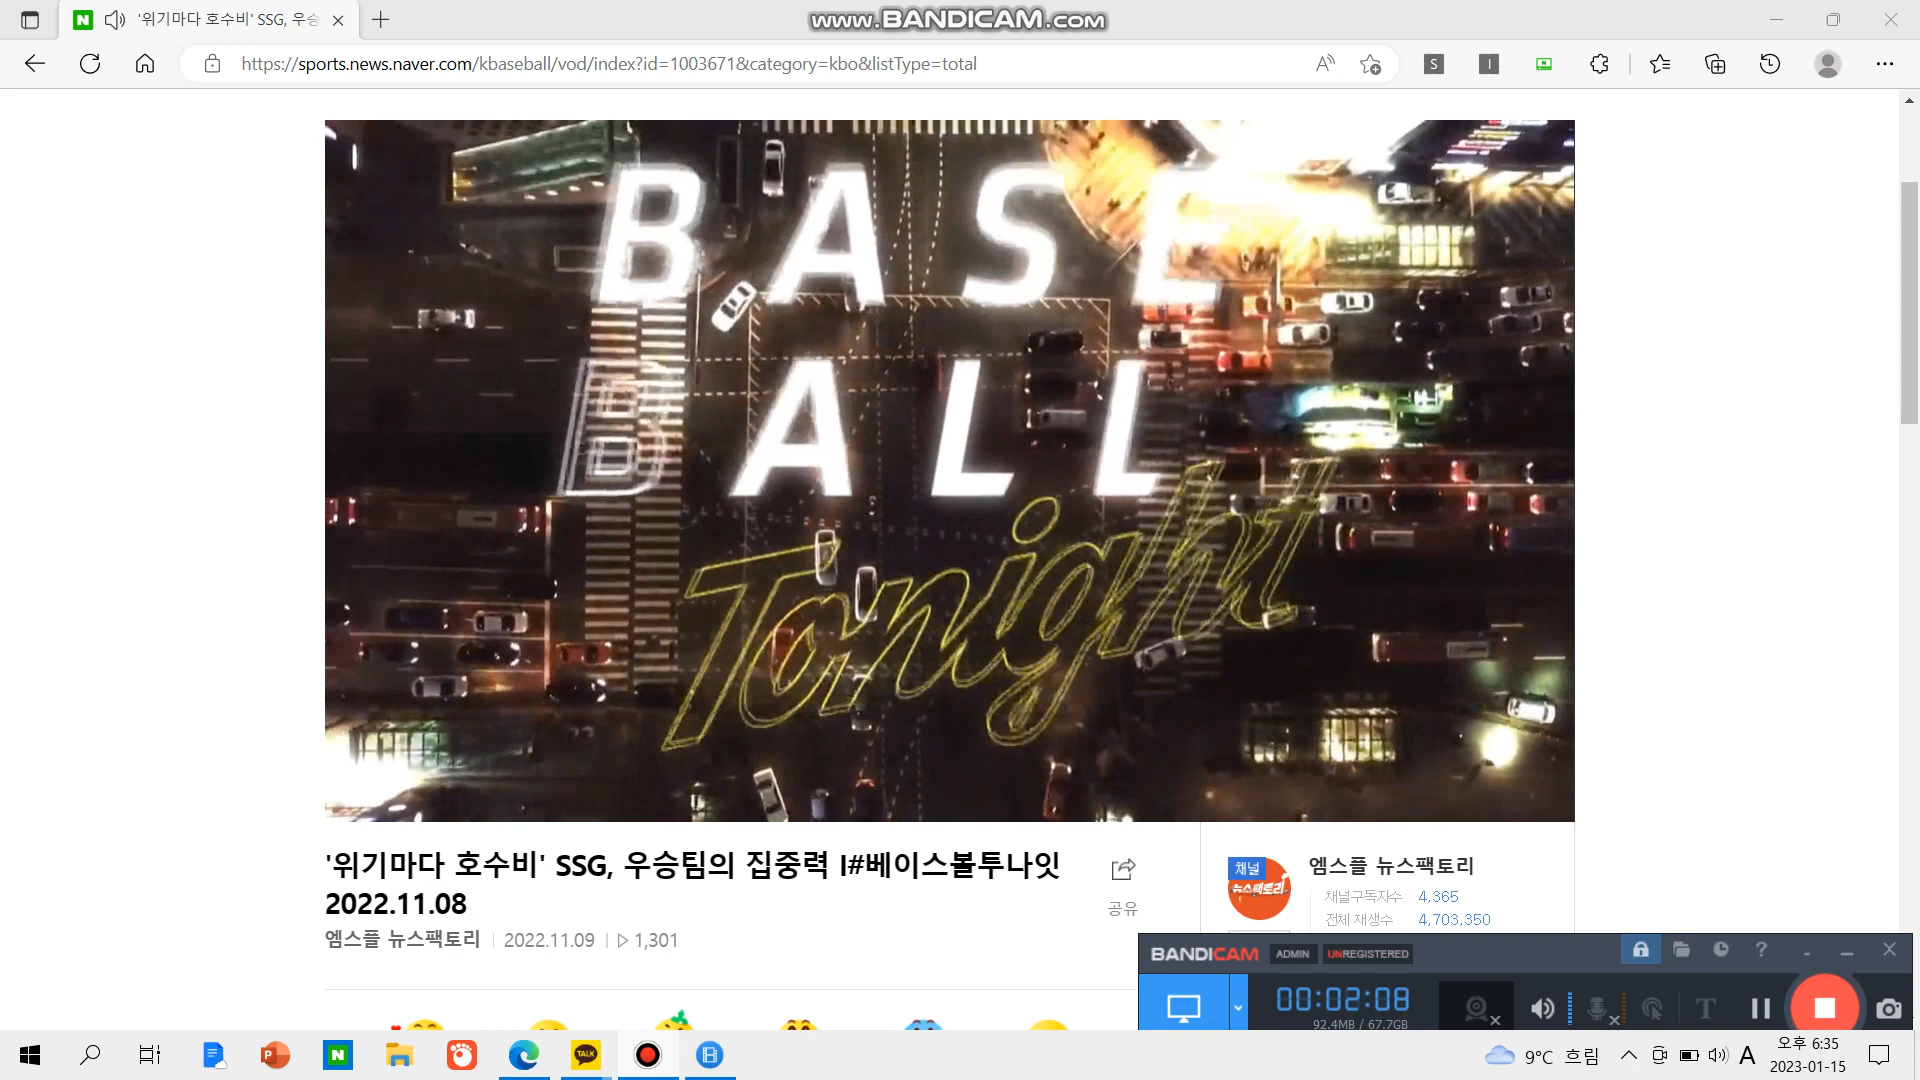 '위기마다 호수비' SSG, 우승
www.BANDICAM.com
https://sports.news.naver.com/kbaseball/vod/index?id=1003671&category=kbo&listType=total
BASE
BALL
Tonight
'위기마다 호수비' SSG, 우승팀의 집중력 I#베이스볼투나잇
2022.11.08
공유
엠스플 뉴스팩토리 2022.11.09 1,301
채널
뉴스팩토리
엠스플 뉴스팩토리
채널구독자수 4,365
전체 재생수 4,703,350
BANDICAM ADMIN UNREGISTERED
00:02:08
92.4MB / 67.7GB
TALK
9°C 흐림
A
오후 6:35
2023-01-15